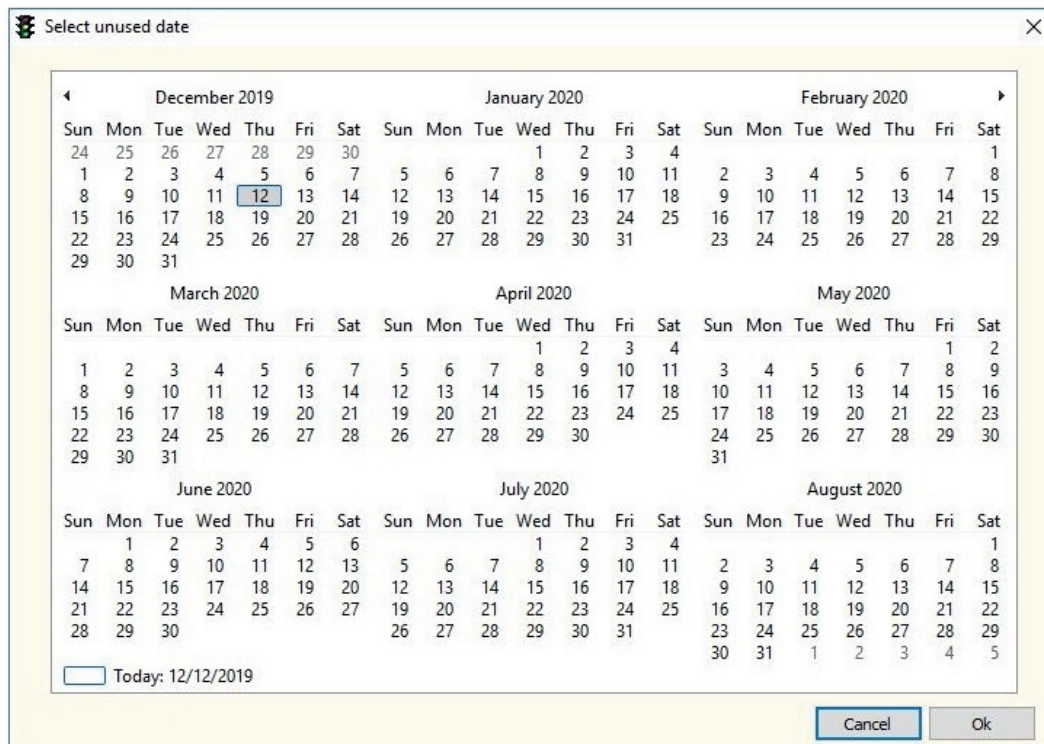 Select unused date
December 2019 January 2020 February 2020
Sun Mon Tue Wed Thu Fri Sat Sun Mon Tue Wed Thu Fri Sat Sun Mon Tue Wed Thu Fri Sat
24 25 26 27 28 29 30 1 2 3 4 1
1 2 3 4 5 6 7 5 6 7 8 9 10 11 2 3 4 5 6 7 8
8 9 10 11 12 13 14 12 13 14 15 16 17 18 9 10 11 12 13 14 15
15 16 17 18 19 20 21 19 20 21 22 23 24 25 16 17 18 19 20 21 22
22 23 24 25 26 27 28 26 27 28 29 30 31 23 24 25 26 27 28 29
29 30 31
March 2020 April 2020 May 2020
Sun Mon Tue Wed Thu Fri Sat Sun Mon Tue Wed Thu Fri Sat Sun Mon Tue Wed Thu Fri Sat
1 2 3 4 1 2
1 2 3 4 5 6 7 5 6 7 8 9 10 11 3 4 5 6 7 8 9
8 9 10 11 12 13 14 12 13 14 15 16 17 18 10 11 12 13 14 15 16
15 16 17 18 19 20 21 19 20 21 22 23 24 25 17 18 19 20 21 22 23
22 23 24 25 26 27 28 26 27 28 29 30 24 25 26 27 28 29 30
29 30 31 31
June 2020 July 2020 August 2020
Sun Mon Tue Wed Thu Fri Sat Sun Mon Tue Wed Thu Fri Sat Sun Mon Tue Wed Thu Fri Sat
1 2 3 4 5 6 1 2 3 4 1
7 8 9 10 11 12 13 5 6 7 8 9 10 11 2 3 4 5 6 7 8
14 15 16 17 18 19 20 12 13 14 15 16 17 18 9 10 11 12 13 14 15
21 22 23 24 25 26 27 19 20 21 22 23 24 25 16 17 18 19 20 21 22
28 29 30 26 27 28 29 30 31 23 24 25 26 27 28 29
30 31 1 2 3 4 5
Today: 12/12/2019
Cancel Ok